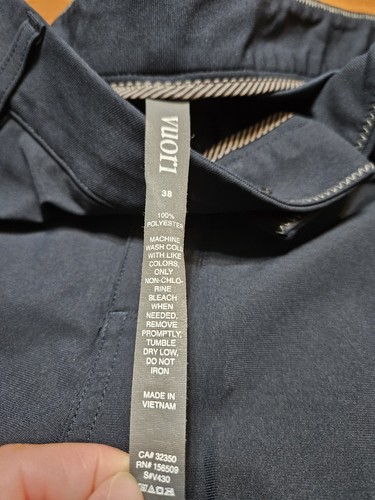 vuori
38
100%
POLYESTER
MACHINE
WASH COLD
WITH LIKE
COLORS,
ONLY
NON-CHLO-
RINE
BLEACH
WHEN
NEEDED,
REMOVE
PROMPTLY,
TUMBLE
DRY LOW,
DO NOT
IRON
MADE IN
VIETNAM
CA# 32350
RN# 156509
S#V430